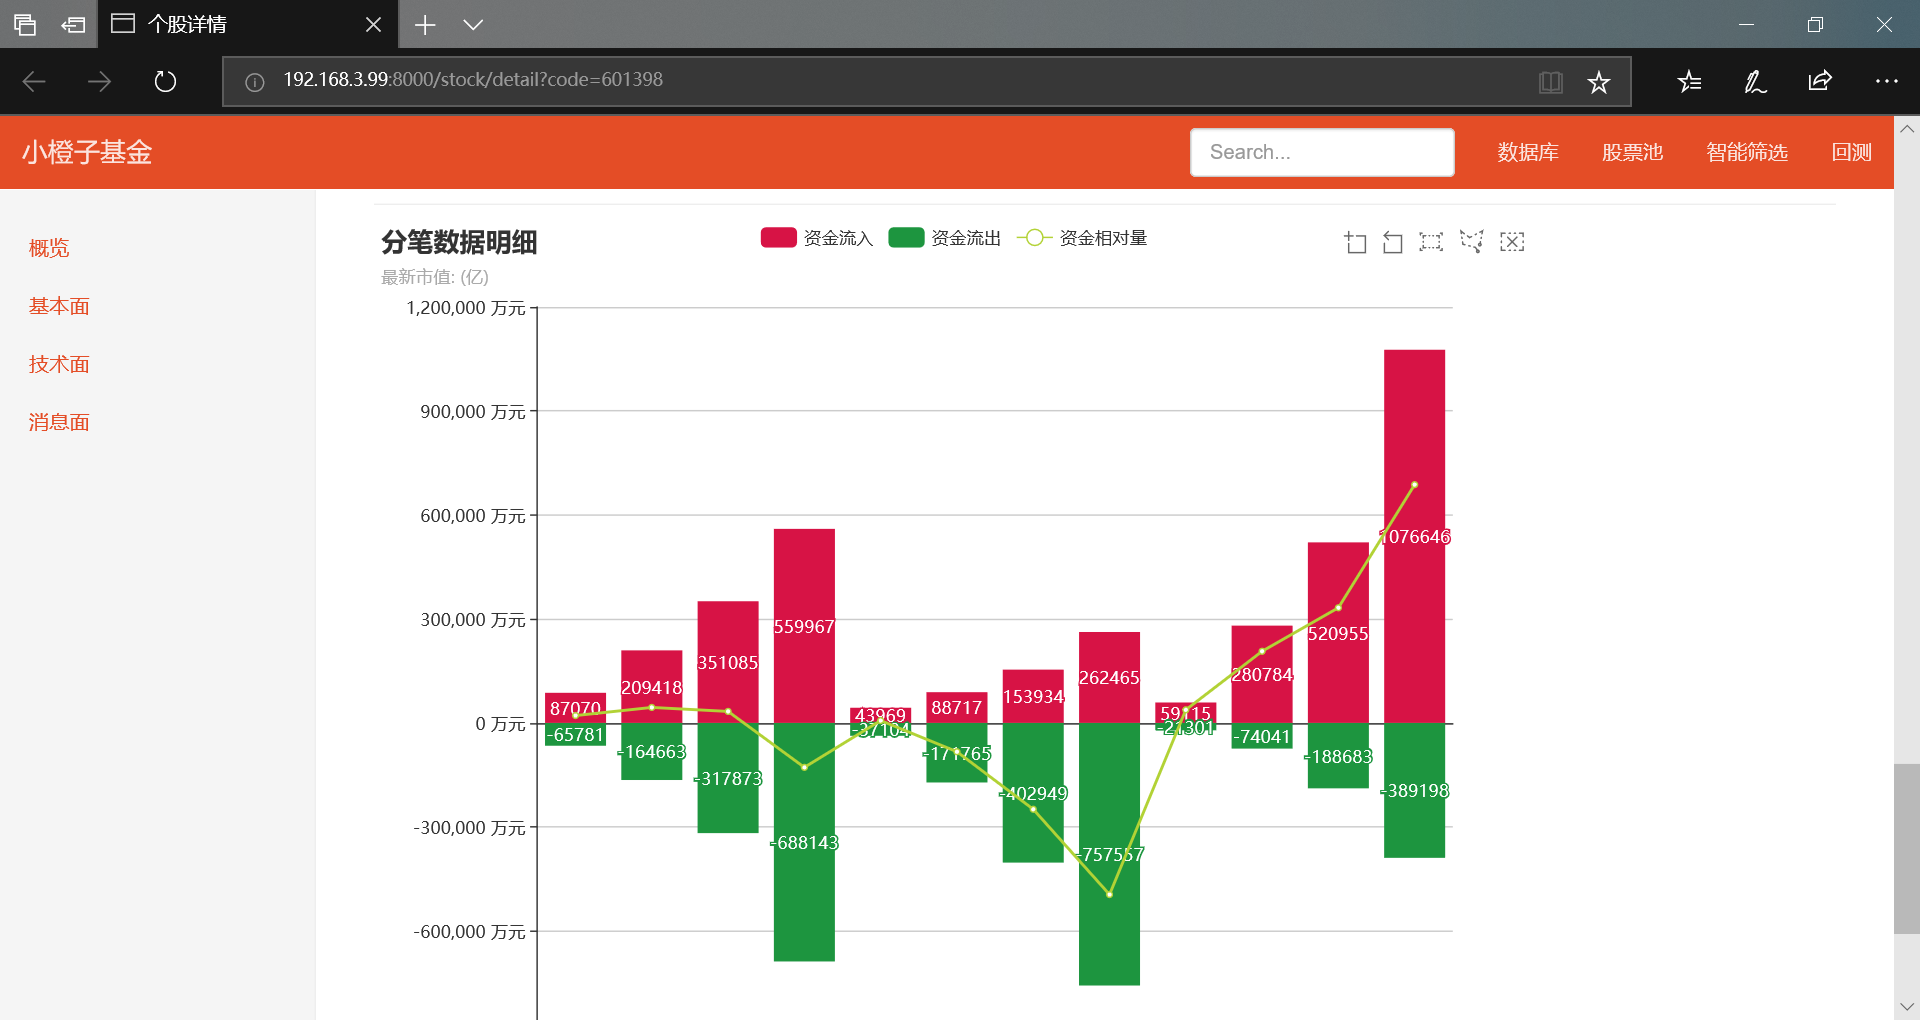 个股详情
192.168.3.99:8000/stock/detail?code=601398
小橙子基金
Search...
数据库
股票池
智能筛选
回测
概览
基本面
技术面
消息面
分笔数据明细
最新市值: (亿)
资金流入
资金流出
资金相对量
1,200,000 万元
900,000 万元
600,000 万元
300,000 万元
0 万元
-300,000 万元
-600,000 万元
87070
209418
351085
559967
43969
88717
153934
262465
280784
520955
1076646
-65781
-164663
-317873
-688143
-37104
-171765
-402949
-757557
-21301
-74041
-188683
-389198